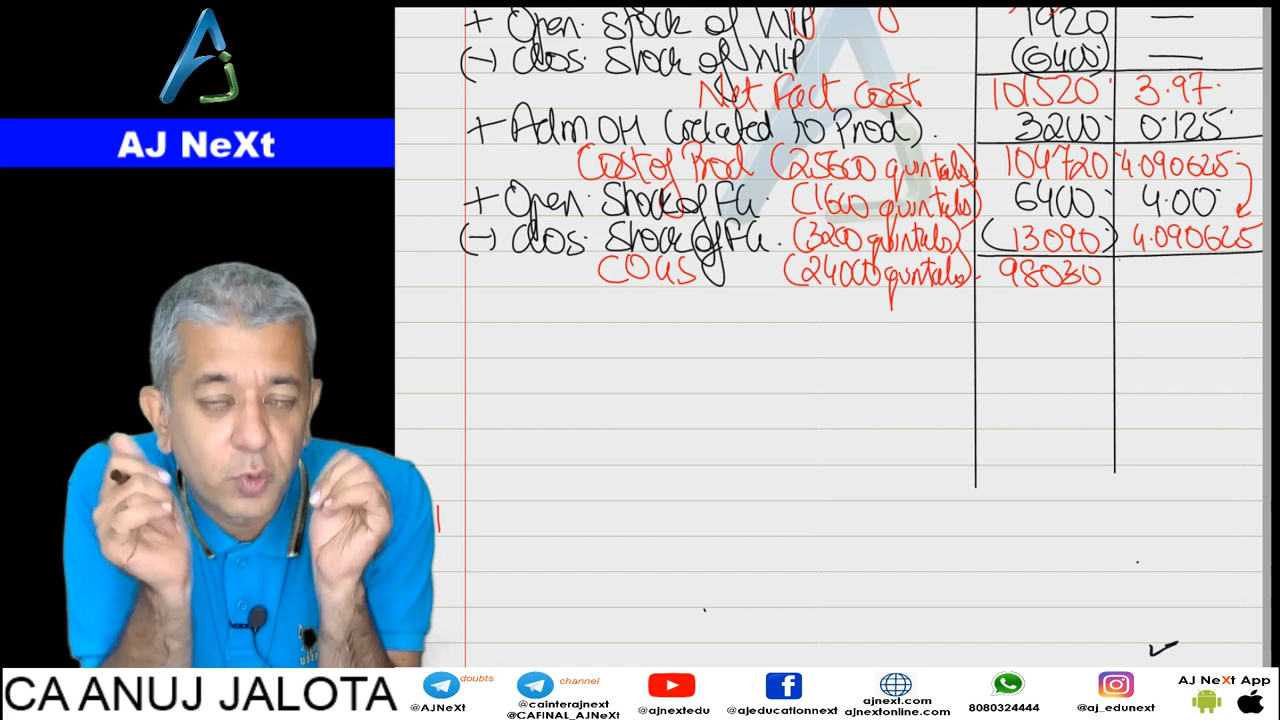 + Open. Stock of WIP 1920 —
(-) Clos. Stock of WIP (6400) —
Net Fact Cost 101520 3.97
+ Adm OH (related to Prod). 3200 0.125
Cost of Prod (25600 quintals) 104720 4.090625
+ Open. Stock of FG. (1600 quintals) 6400 4.00
(-) Clos. Stock of FG. (3200 quintals) (13090) 4.090625
COGS (24000 quintals) 98030
AJ NeXt
CA ANUJ JALOTA
doubts
@AJNeXt
channel
@cainterajnext
@CAFINAL_AJNeXt
@ajnextedu
@ajeducationnext
ajnext.com
ajnextonline.com
8080324444
@aj_edunext
AJ NeXt App